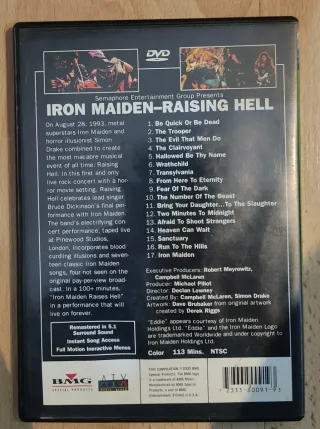 DVD
Semaphore Entertainment Group Presents
IRON MAIDEN–RAISING HELL
On August 28, 1993, metal
superstars Iron Maiden and
horror illusionist Simon
Drake combined to create
the most macabre musical
event of all time: "Raising
Hell." In this first and only
live rock concert with a hor-
ror movie setting, Raising
Hell celebrates lead singer
Bruce Dickinson's final per-
formance with Iron Maiden.
The band's electrifying con-
cert performance, taped live
at Pinewood Studios,
London, incorporates blood
curdling illusions and seven-
teen classic Iron Maiden
songs, four not seen on the
original pay-per-view broad-
cast. In a 100+ minutes,
"Iron Maiden Raises Hell"
in a performance that will
live on forever.
Remastered in 5.1
Surround Sound
Instant Song Access
Full Motion Ineractive Menus
1. Be Quick Or Be Dead
2. The Trooper
3. The Evil That Men Do
4. The Clairvoyant
5. Hallowed Be Thy Name
6. Wrathchild
7. Transylvania
8. From Here To Eternity
9. Fear Of The Dark
10. The Number Of The Beast
11. Bring Your Daughter...To The Slaughter
12. Two Minutes To Midnight
13. Afraid To Shoot Strangers
14. Heaven Can Wait
15. Sanctuary
16. Run To The Hills
17. Iron Maiden
Executive Producers: Robert Meyrowitz,
Campbell McLaren
Producer: Michael Pilot
Director: Declan Lowney
Created By: Campbell McLaren, Simon Drake
Artwork: Dave Brubaker from original artwork
created by Derek Riggs
"Eddie" appears courtesy of Iron Maiden
Holdings Ltd. "Eddie" and the Iron Maiden Logo
are trademarked Worldwide and under copyright to
Iron Maiden Holdings Ltd.
Color 113 Mins. NTSC
BMG
SPECIAL PRODUCTS